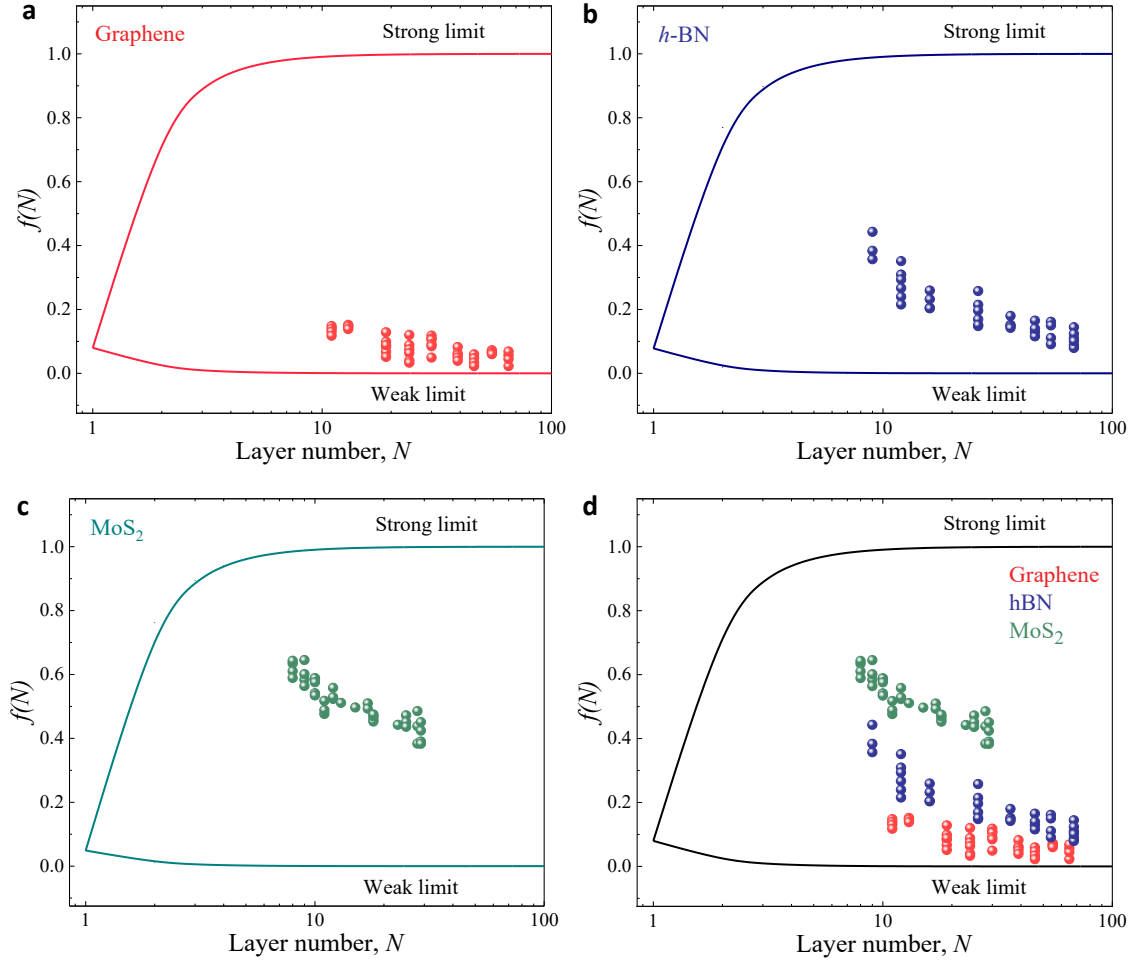 a
Graphene
Strong limit
1.0
0.8
0.6
0.4
0.2
0.0
f(N)
Weak limit
1
10
100
Layer number, N
b
h-BN
Strong limit
1.0
0.8
0.6
0.4
0.2
0.0
f(N)
Weak limit
1
10
100
Layer number, N
c
MoS₂
Strong limit
1.0
0.8
0.6
0.4
0.2
0.0
f(N)
Weak limit
1
10
100
Layer number, N
d
Strong limit
Graphene
hBN
MoS₂
1.0
0.8
0.6
0.4
0.2
0.0
f(N)
Weak limit
1
10
100
Layer number, N